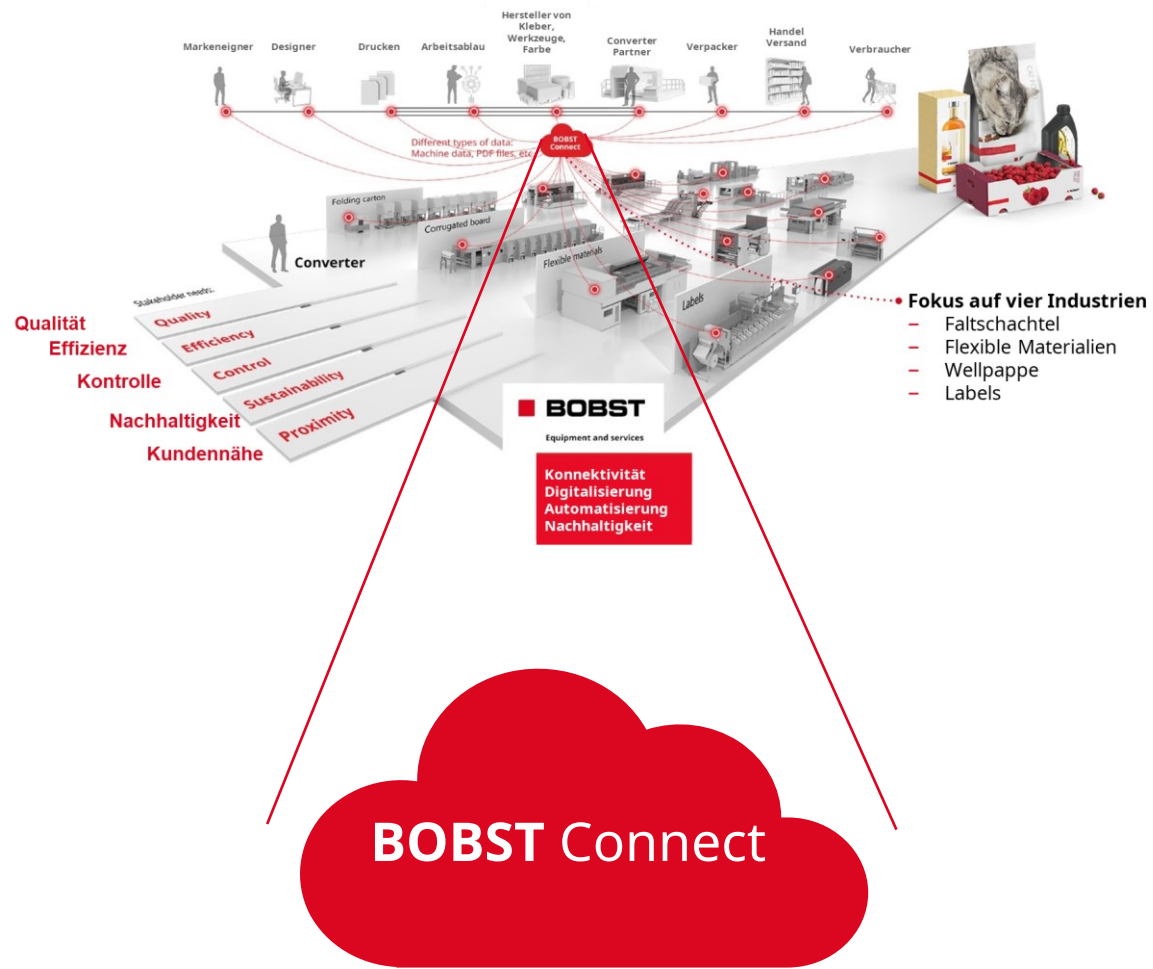 Hersteller von
Kleber,
Werkzeuge,
Farbe
Markeneigner
Designer
Drucken
Arbeitsablau
Converter
Partner
Verpacker
Handel
Versand
Verbraucher
Different types of data:
Machine data, PDF files, etc
BOBST
Connect
Folding carton
Corrugated board
Flexible materials
Labels
Converter
Stakeholder needs:
Quality
Efficiency
Control
Sustainability
Proximity
Qualität
Effizienz
Kontrolle
Nachhaltigkeit
Kundennähe
Fokus auf vier Industrien
– Faltschachtel
– Flexible Materialien
– Wellpappe
– Labels
BOBST
BOBST
Equipment and services
Konnektivität
Digitalisierung
Automatisierung
Nachhaltigkeit
BOBST Connect